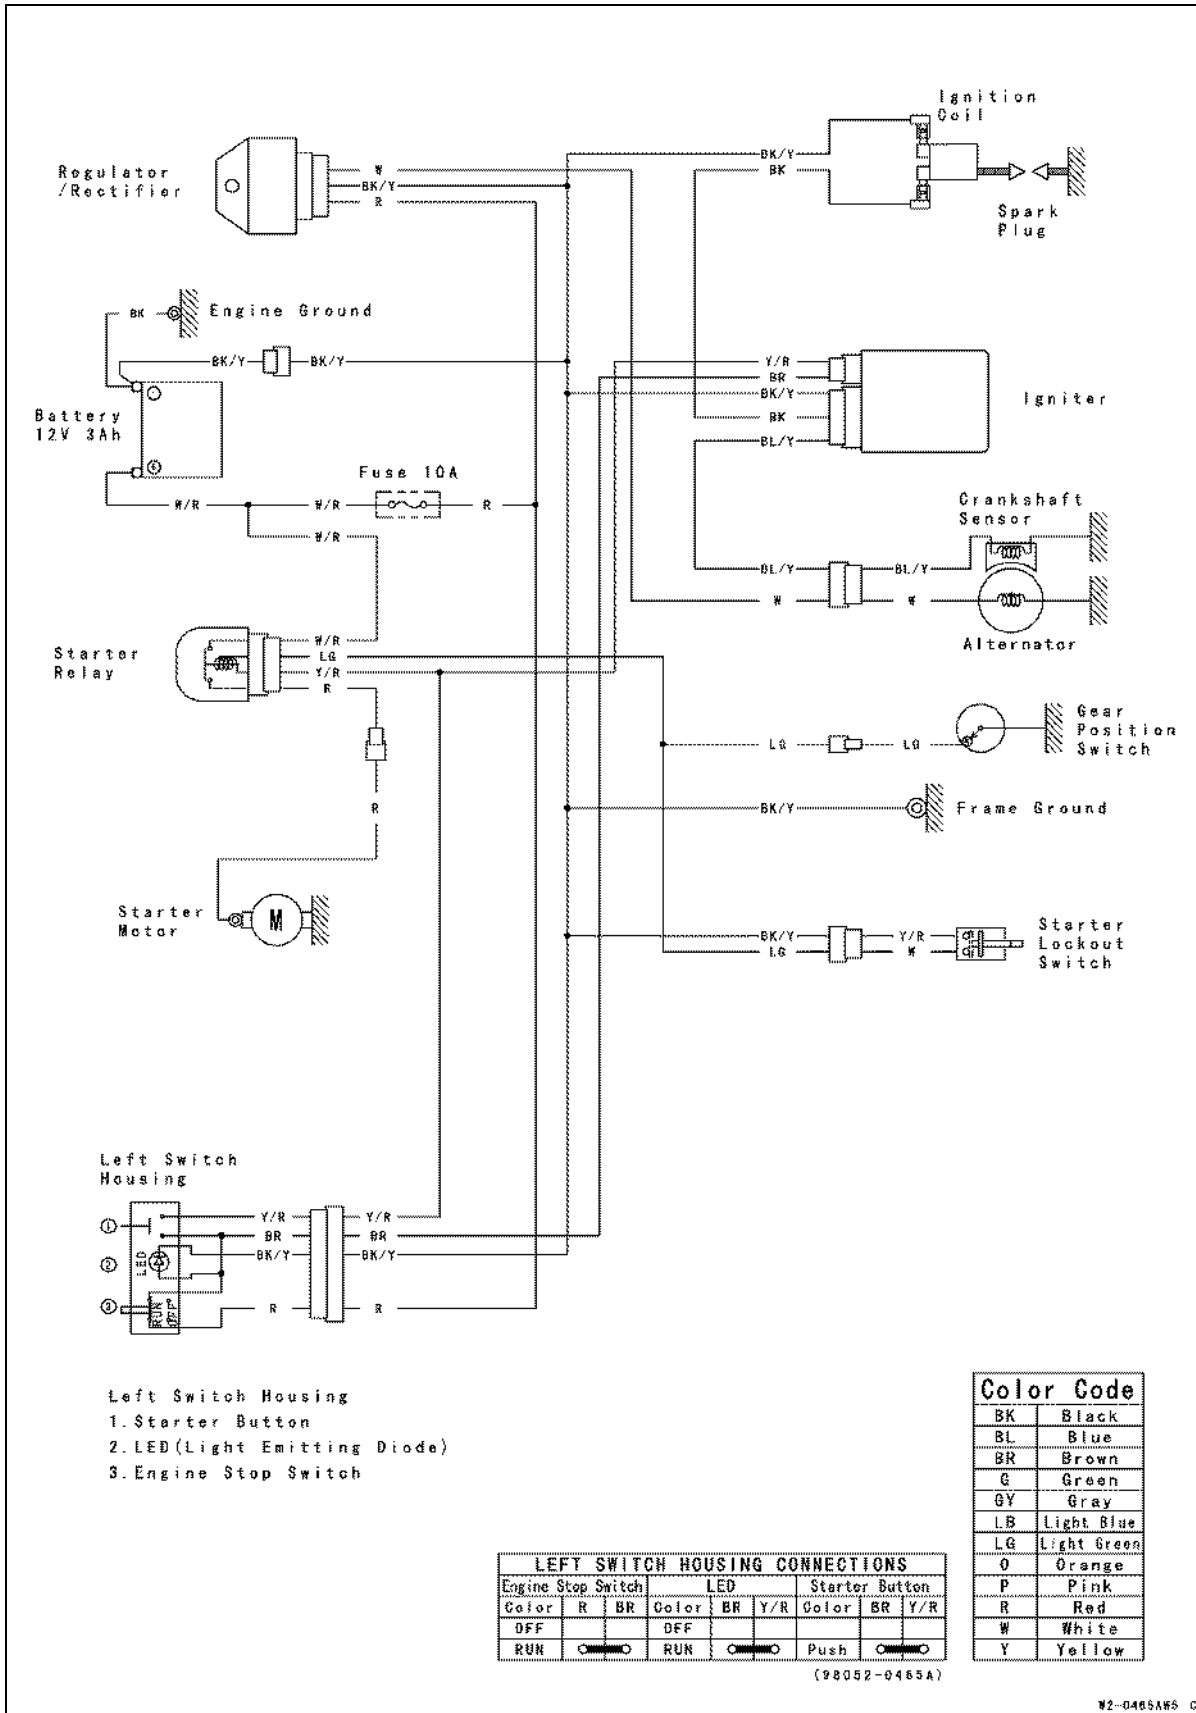 Ignition
Coil
BK/Y
BK
Regulator
/Rectifier
W
BK/Y
R
Spark
Plug
BK
Engine Ground
BK/Y
BK/Y
Y/R
BR
BK/Y
BK
BL/Y
Igniter
Battery
12V 3Ah
Fuse 10A
W/R
W/R
R
W/R
Crankshaft
Sensor
BL/Y
BL/Y
W
W
Alternator
Starter
Relay
W/R
LG
Y/R
R
Gear
Position
Switch
LG
LG
R
BK/Y
Frame Ground
Starter
Motor
M
BK/Y
LG
Y/R
W
Starter
Lockout
Switch
Left Switch
Housing
1
2
3
LED
RUN
OFF
Y/R
BR
BK/Y
R
Y/R
BR
BK/Y
R
Left Switch Housing
1. Starter Button
2. LED(Light Emitting Diode)
3. Engine Stop Switch
Color Code
BK Black
BL Blue
BR Brown
G Green
GY Gray
LB Light Blue
LG Light Green
O Orange
P Pink
R Red
W White
Y Yellow
LEFT SWITCH HOUSING CONNECTIONS
Engine Stop Switch LED Starter Button
Color R BR Color BR Y/R Color BR Y/R
OFF OFF
RUN RUN Push
(98052-0465A)
W2-0465AW5 C